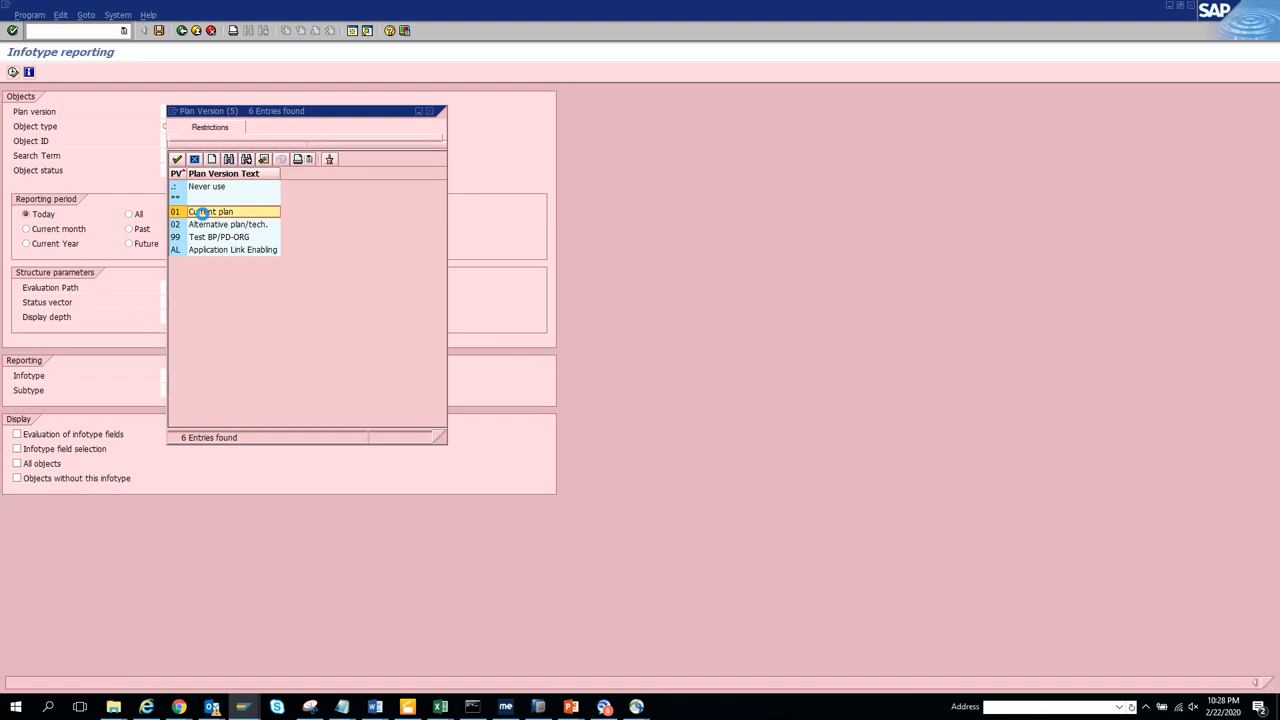 Program Edit Goto System Help
SAP
Infotype reporting
Objects
Plan version
Object type
Object ID
Search Term
Object status
Reporting period
Today
All
Current month
Past
Current Year
Future
Structure parameters
Evaluation Path
Status vector
Display depth
Reporting
Infotype
Subtype
Display
Evaluation of infotype fields
Infotype field selection
All objects
Objects without this infotype
Plan Version (5) 6 Entries found
Restrictions
PV Plan Version Text
.: Never use
**
01 Current plan
02 Alternative plan/tech.
99 Test BP/PD-ORG
AL Application Link Enabling
6 Entries found
me
Address
10:28 PM
2/22/2020
2